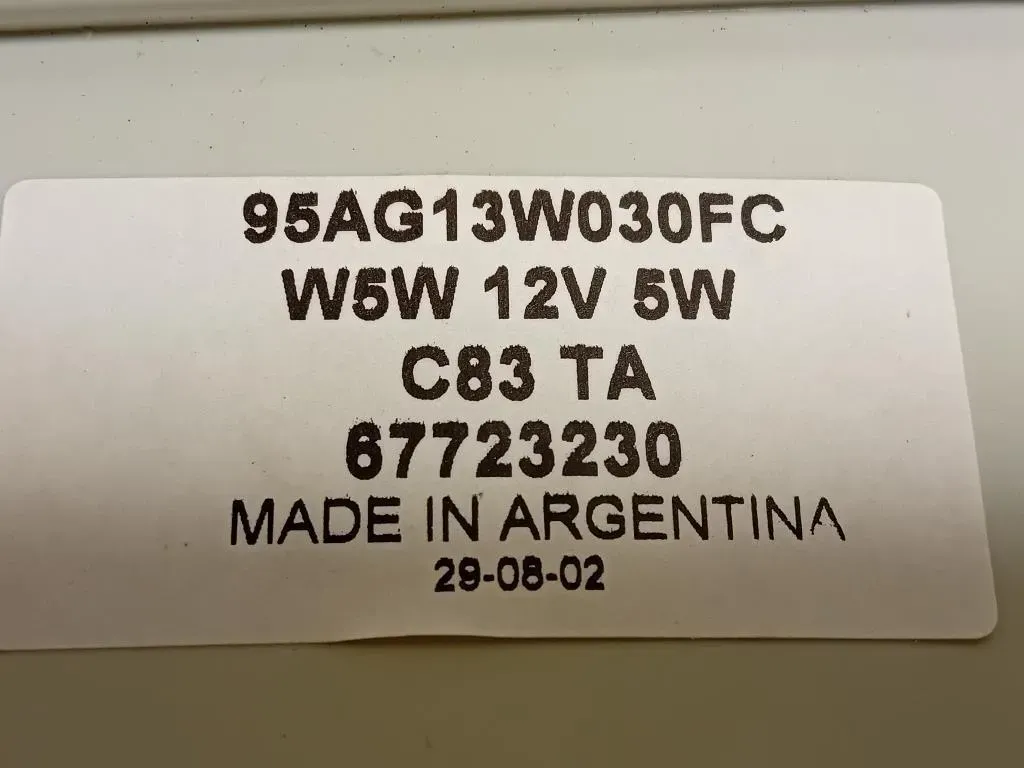 95AG13W030FC
W5W 12V 5W
C83 TA
67723230
MADE IN ARGENTINA
29-08-02